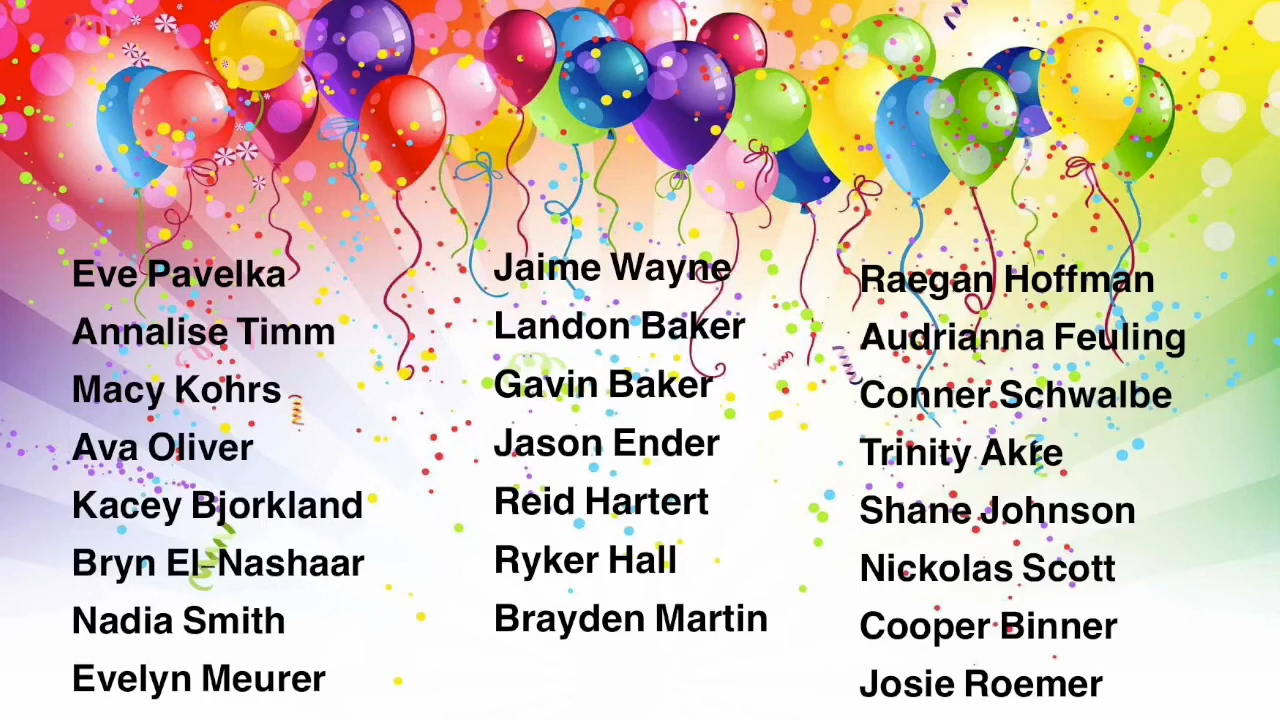 Eve Pavelka
Annalise Timm
Macy Kohrs
Ava Oliver
Kacey Bjorkland
Bryn El-Nashaar
Nadia Smith
Evelyn Meurer
Jaime Wayne
Landon Baker
Gavin Baker
Jason Ender
Reid Hartert
Ryker Hall
Brayden Martin
Raegan Hoffman
Audrianna Feuling
Conner Schwalbe
Trinity Akre
Shane Johnson
Nickolas Scott
Cooper Binner
Josie Roemer